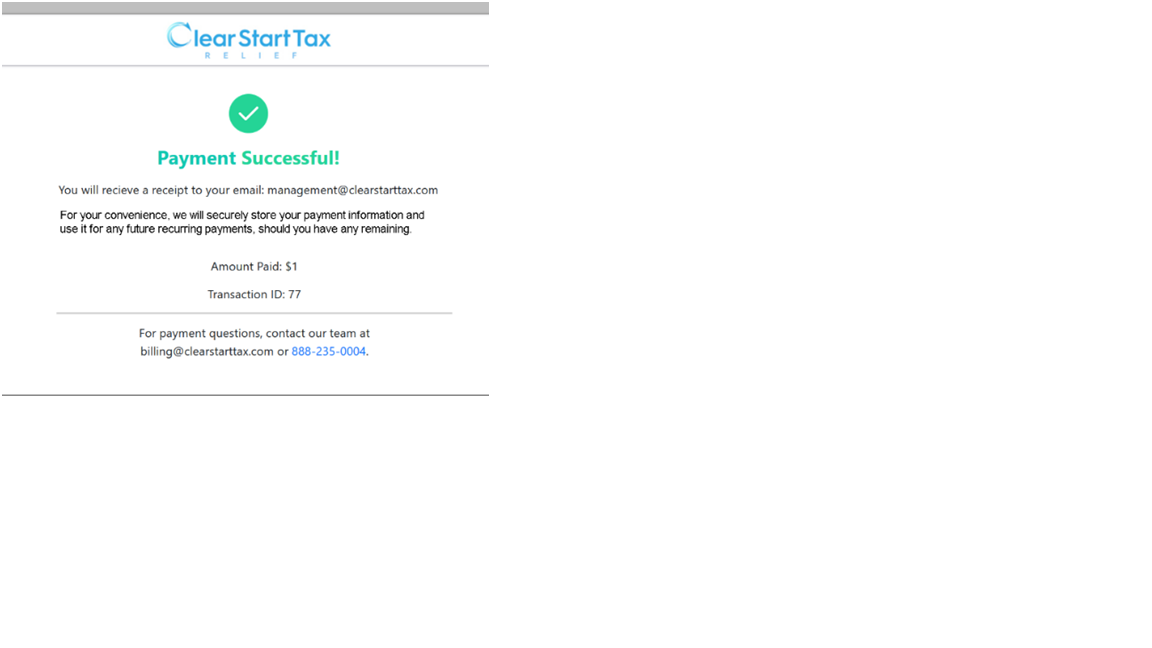 Clear Start Tax
RELIEF
Payment Successful!
You will recieve a receipt to your email: management@clearstarttax.com
For your convenience, we will securely store your payment information and
use it for any future recurring payments, should you have any remaining.
Amount Paid: $1
Transaction ID: 77
For payment questions, contact our team at
billing@clearstarttax.com or 888-235-0004.